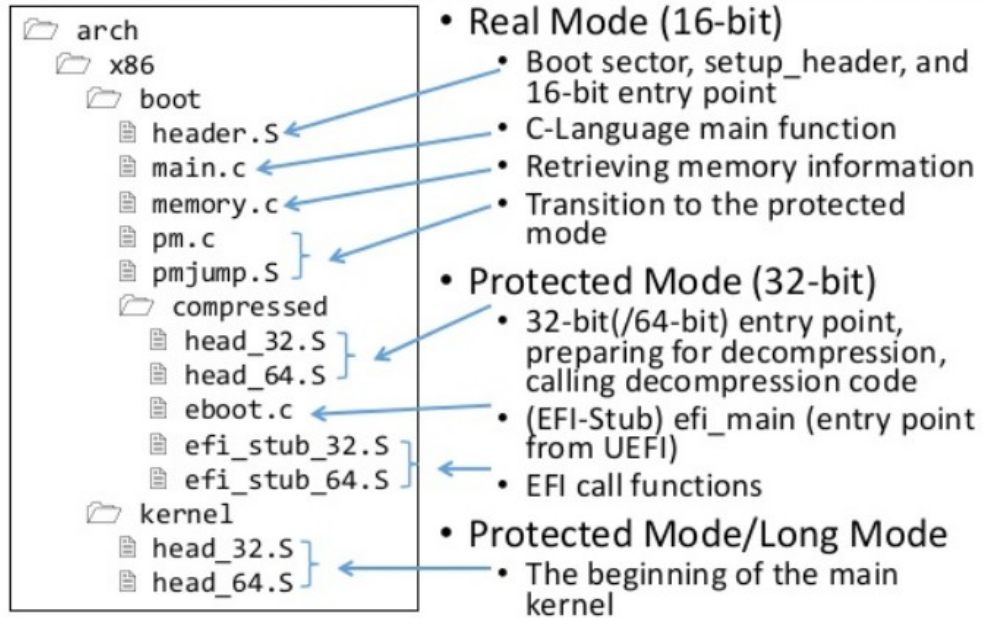 arch
x86
boot
header.S
main.c
memory.c
pm.c
pmjump.S
compressed
head_32.S
head_64.S
eboot.c
efi_stub_32.S
efi_stub_64.S
kernel
head_32.S
head_64.S
• Real Mode (16-bit)
• Boot sector, setup_header, and
16-bit entry point
• C-Language main function
• Retrieving memory information
• Transition to the protected
mode
• Protected Mode (32-bit)
• 32-bit(/64-bit) entry point,
preparing for decompression,
calling decompression code
• (EFI-Stub) efi_main (entry point
from UEFI)
• EFI call functions
• Protected Mode/Long Mode
• The beginning of the main
kernel